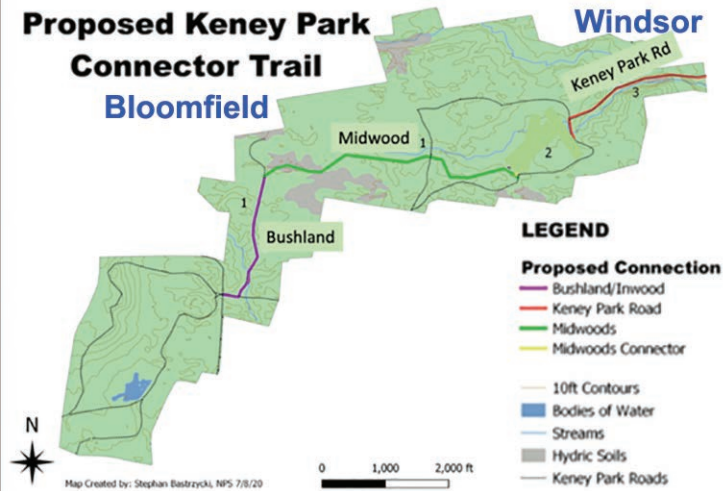 Proposed Keney Park
Connector Trail
Windsor
Bloomfield
Keney Park Rd
3
Midwood
1
2
1
Bushland
LEGEND
Proposed Connection
Bushland/Inwood
Keney Park Road
Midwoods
Midwoods Connector
10ft Contours
Bodies of Water
Streams
Hydric Soils
Keney Park Roads
N
0 1,000 2,000 ft
Map Created by: Stephan Bastrzycki, NPS 7/8/20